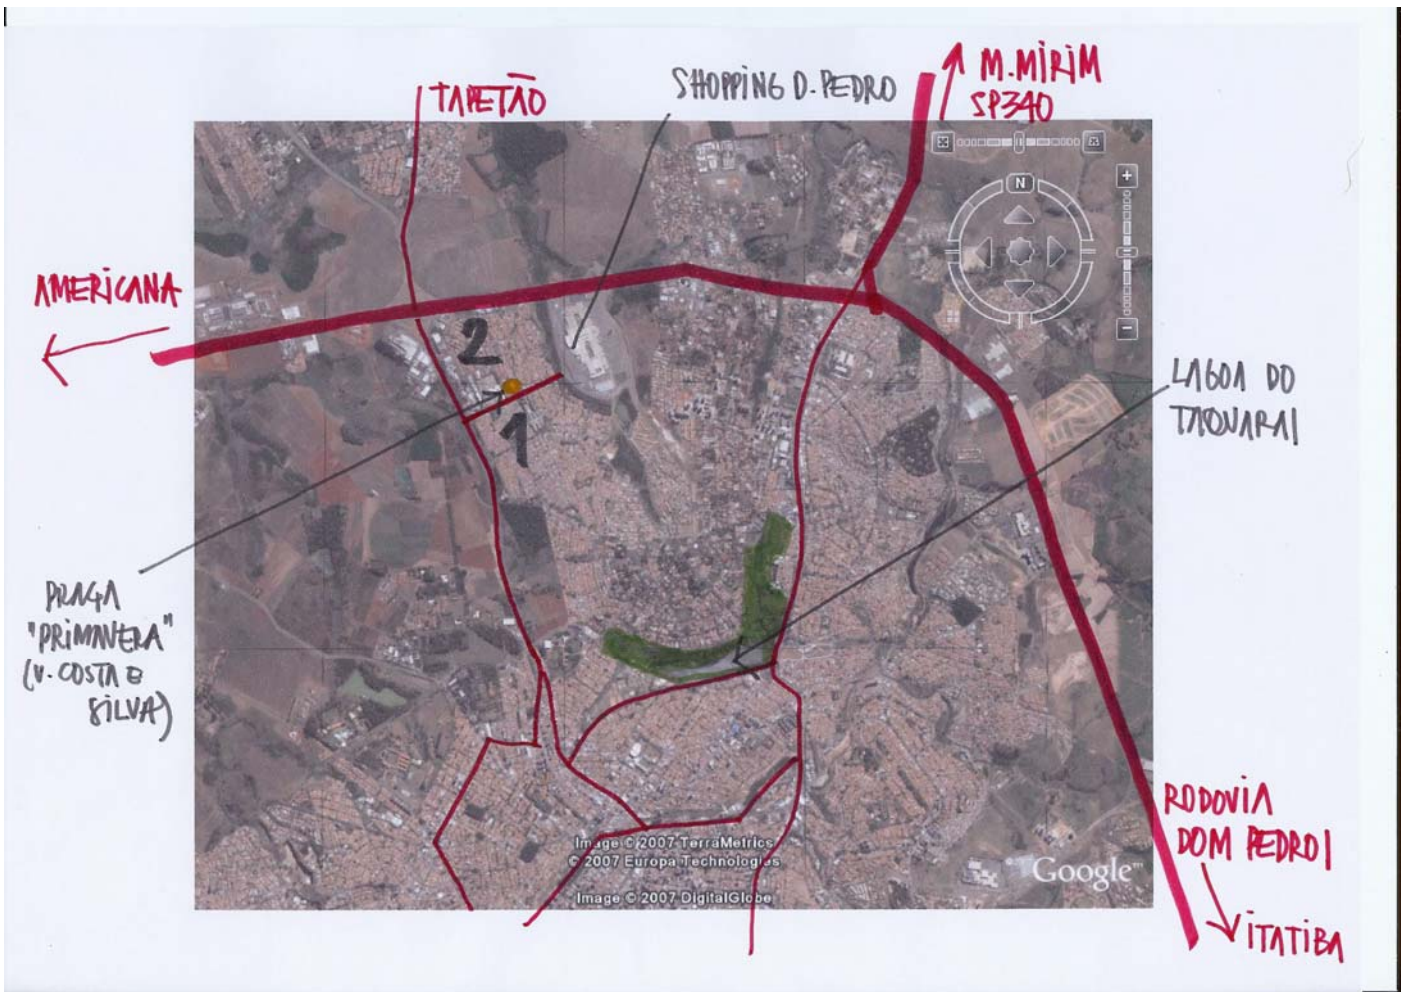 TAPETÃO
SHOPPING D. PEDRO
M. MIRIM
SP340
N
AMERICANA
2
1
LAGOA DO
TAQUARAL
PRAÇA
"PRIMAVERA"
(V. COSTA E
SILVA)
RODOVIA
DOM PEDRO I
ITATIBA
Image © 2007 TerraMetrics
© 2007 Europa Technologies
Image © 2007 DigitalGlobe
Google™